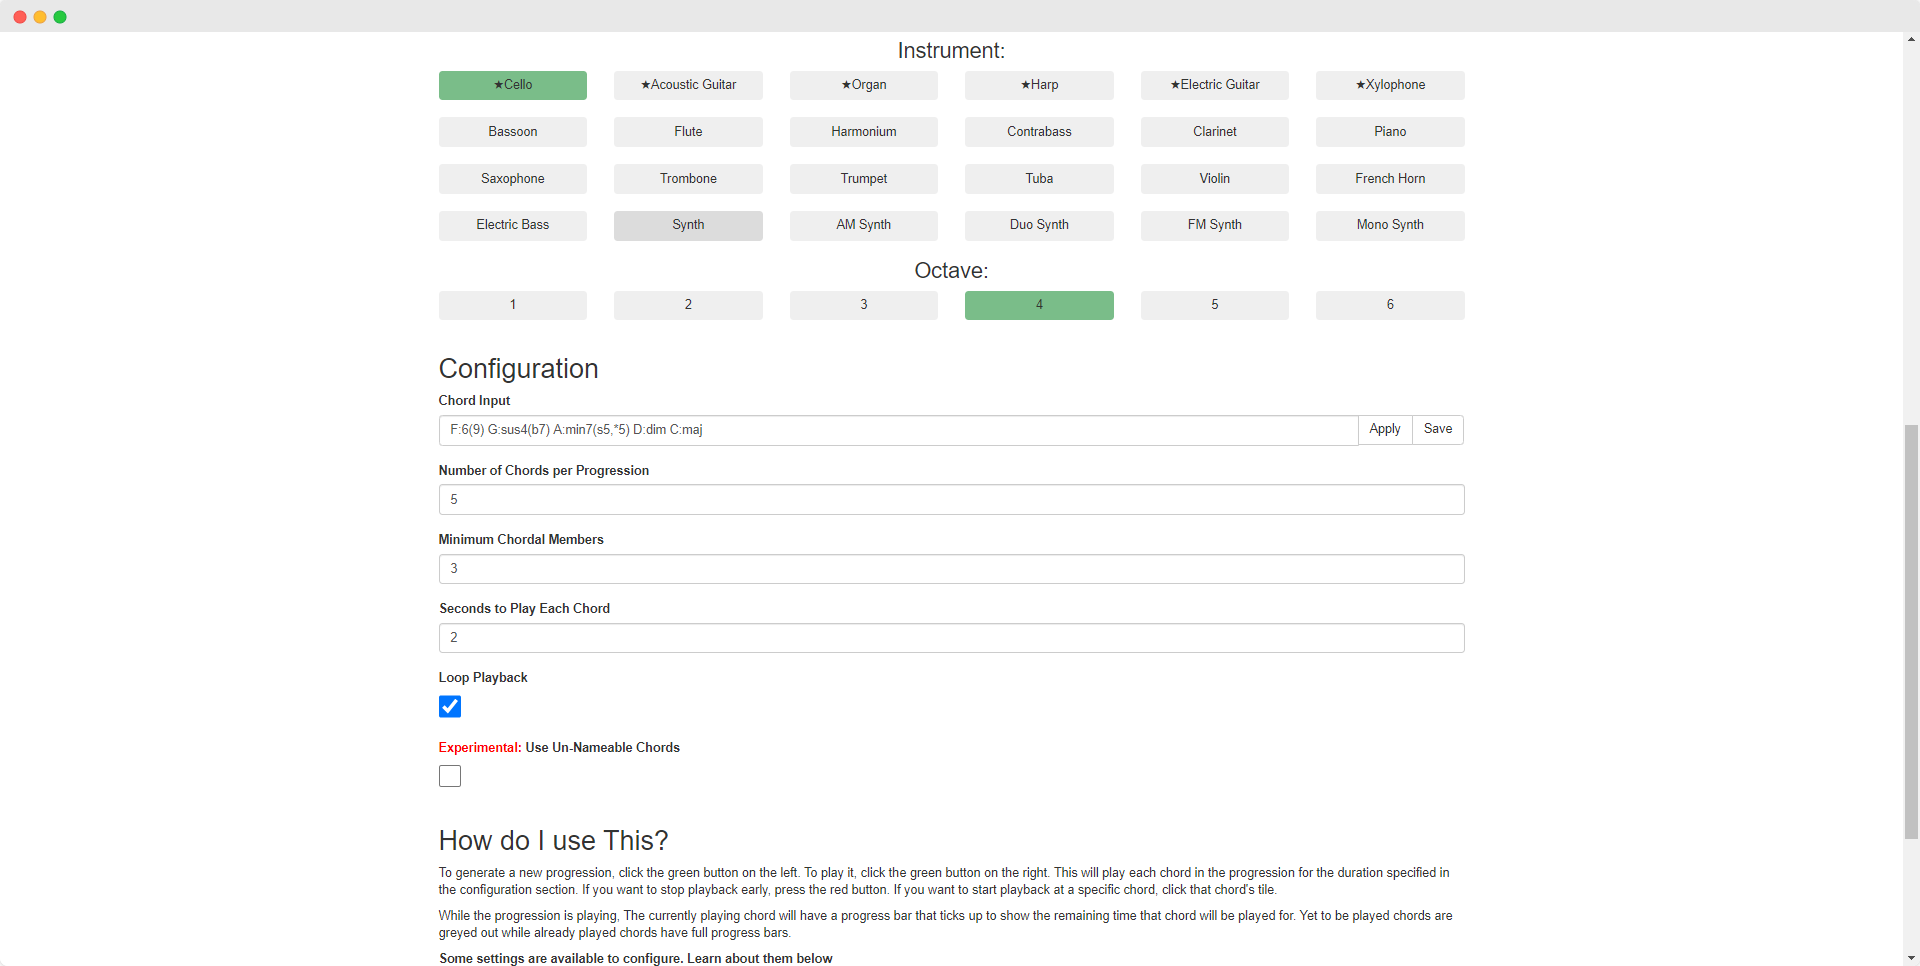 Instrument:
★Cello ★Acoustic Guitar ★Organ ★Harp ★Electric Guitar ★Xylophone
Bassoon Flute Harmonium Contrabass Clarinet Piano
Saxophone Trombone Trumpet Tuba Violin French Horn
Electric Bass Synth AM Synth Duo Synth FM Synth Mono Synth
Octave:
1 2 3 4 5 6
Configuration
Chord Input
F:6(9) G:sus4(b7) A:min7(s5,*5) D:dim C:maj Apply Save
Number of Chords per Progression
5
Minimum Chordal Members
3
Seconds to Play Each Chord
2
Loop Playback
Experimental: Use Un-Nameable Chords
How do I use This?
To generate a new progression, click the green button on the left. To play it, click the green button on the right. This will play each chord in the progression for the duration specified in
the configuration section. If you want to stop playback early, press the red button. If you want to start playback at a specific chord, click that chord's tile.
While the progression is playing, The currently playing chord will have a progress bar that ticks up to show the remaining time that chord will be played for. Yet to be played chords are
greyed out while already played chords have full progress bars.
Some settings are available to configure. Learn about them below